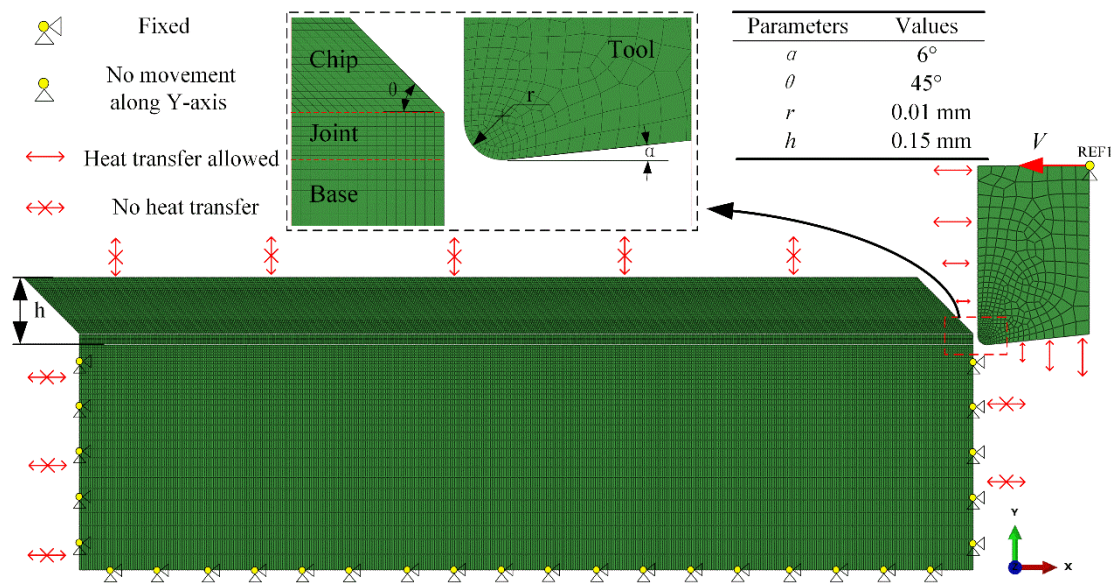 Fixed
No movement
along Y-axis
Heat transfer allowed
No heat transfer
Chip
θ
Joint
Base
Tool
r
α
Parameters Values
α 6°
θ 45°
r 0.01 mm
h 0.15 mm
V
REF1
h
Y
X